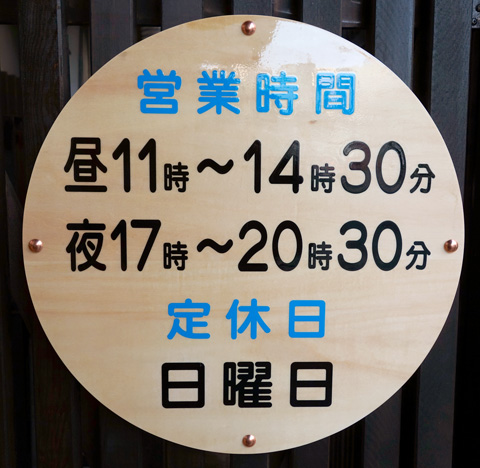 営業時間
昼11時～14時30分
夜17時～20時30分
定休日
日曜日